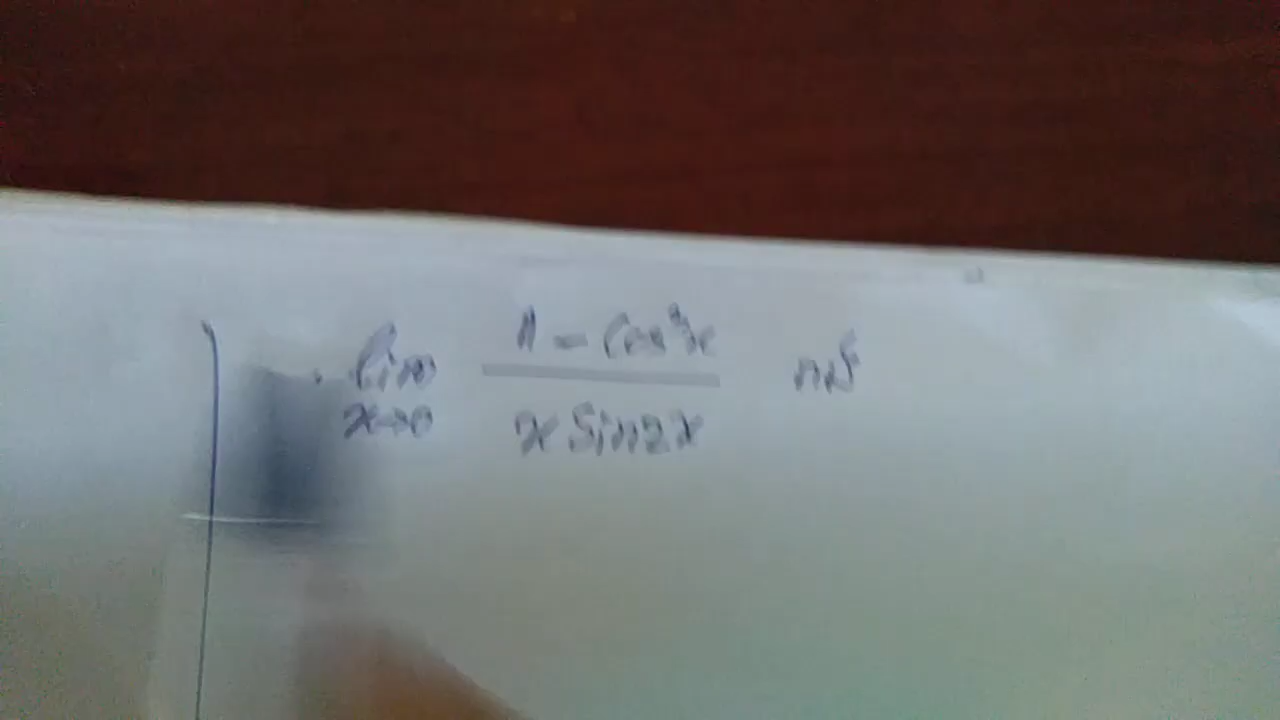 lim x→0 (1 - cos³x) / (x sin2x)